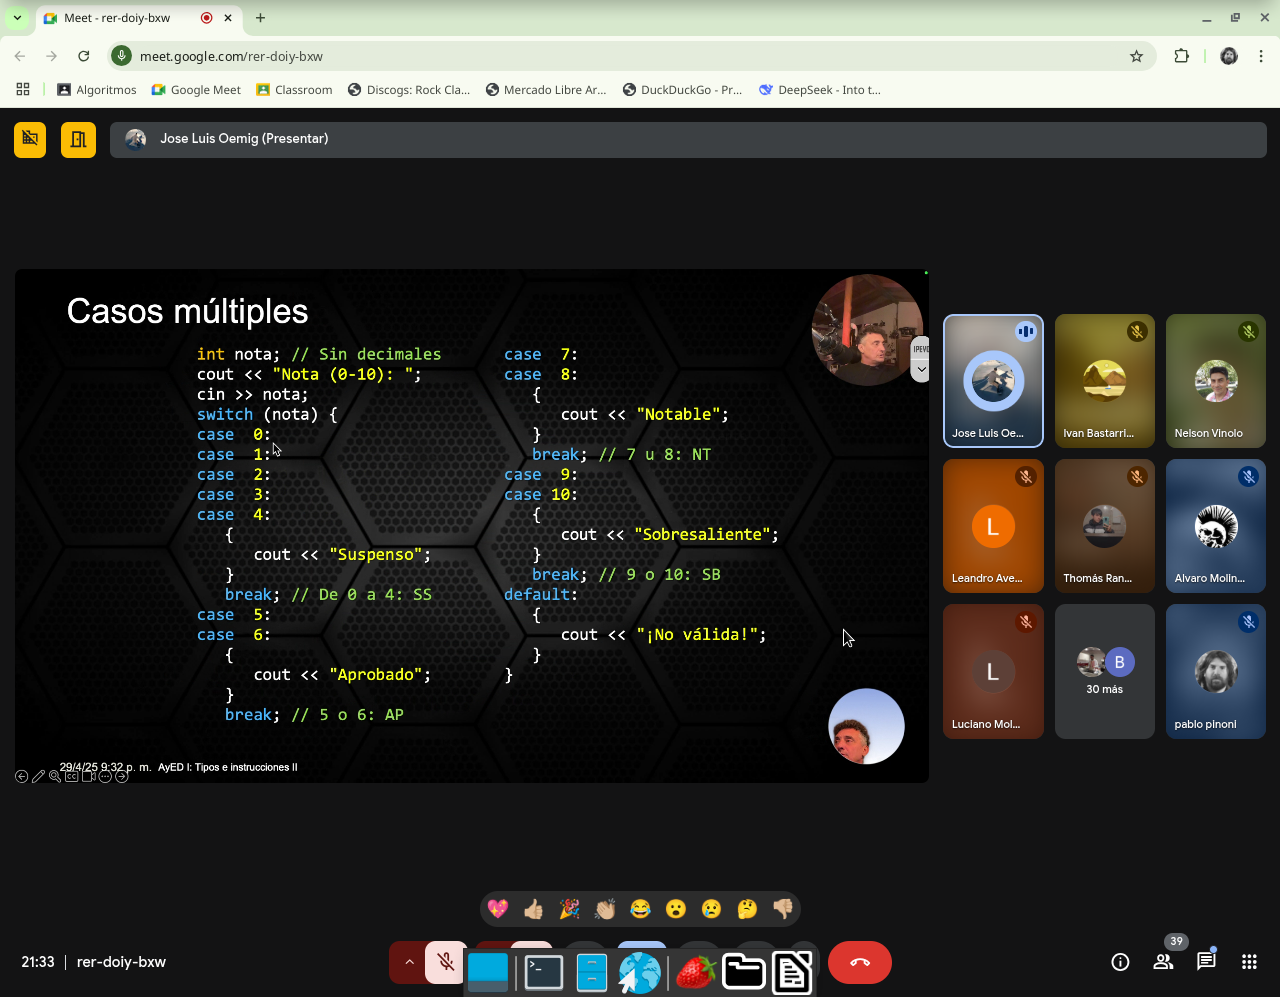 Meet - rer-doiy-bxw
meet.google.com/rer-doiy-bxw
Algoritmos
Google Meet
Classroom
Discogs: Rock Cla...
Mercado Libre Ar...
DuckDuckGo - Pr...
DeepSeek - Into t...
Jose Luis Oemig (Presentar)
Casos múltiples
int nota; // Sin decimales
cout << "Nota (0-10): ";
cin >> nota;
switch (nota) {
case 0:
case 1:
case 2:
case 3:
case 4:
{
cout << "Suspenso";
}
break; // De 0 a 4: SS
case 5:
case 6:
{
cout << "Aprobado";
}
break; // 5 o 6: AP
case 7:
case 8:
{
cout << "Notable";
}
break; // 7 u 8: NT
case 9:
case 10:
{
cout << "Sobresaliente";
}
break; // 9 o 10: SB
default:
{
cout << "¡No válida!";
}
}
29/4/25 9:32 p. m. AyED I: Tipos e instrucciones II
Jose Luis Oe...
Ivan Bastarri...
Nelson Vinolo
Leandro Ave...
Thomás Ran...
Alvaro Molin...
Luciano Mol...
30 más
pablo pinoni
L
L
B
39
21:33 | rer-doiy-bxw